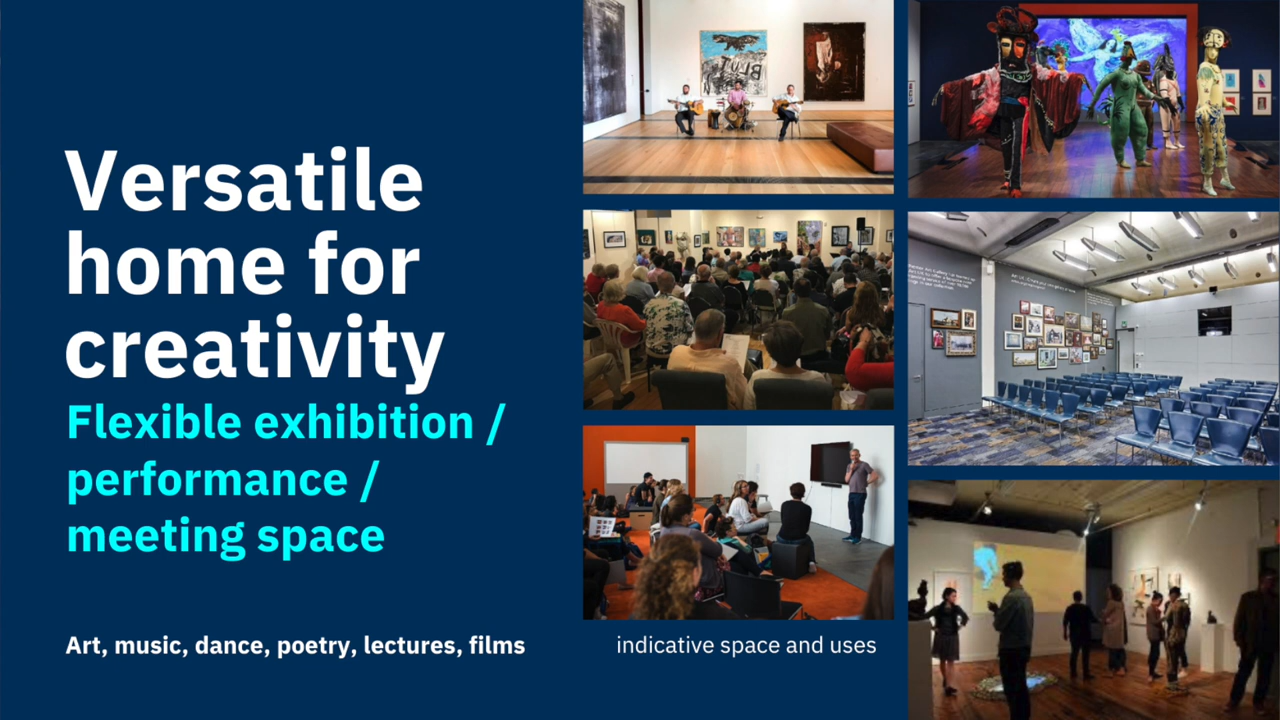 Versatile
home for
creativity
Flexible exhibition /
performance /
meeting space
Art, music, dance, poetry, lectures, films
indicative space and uses